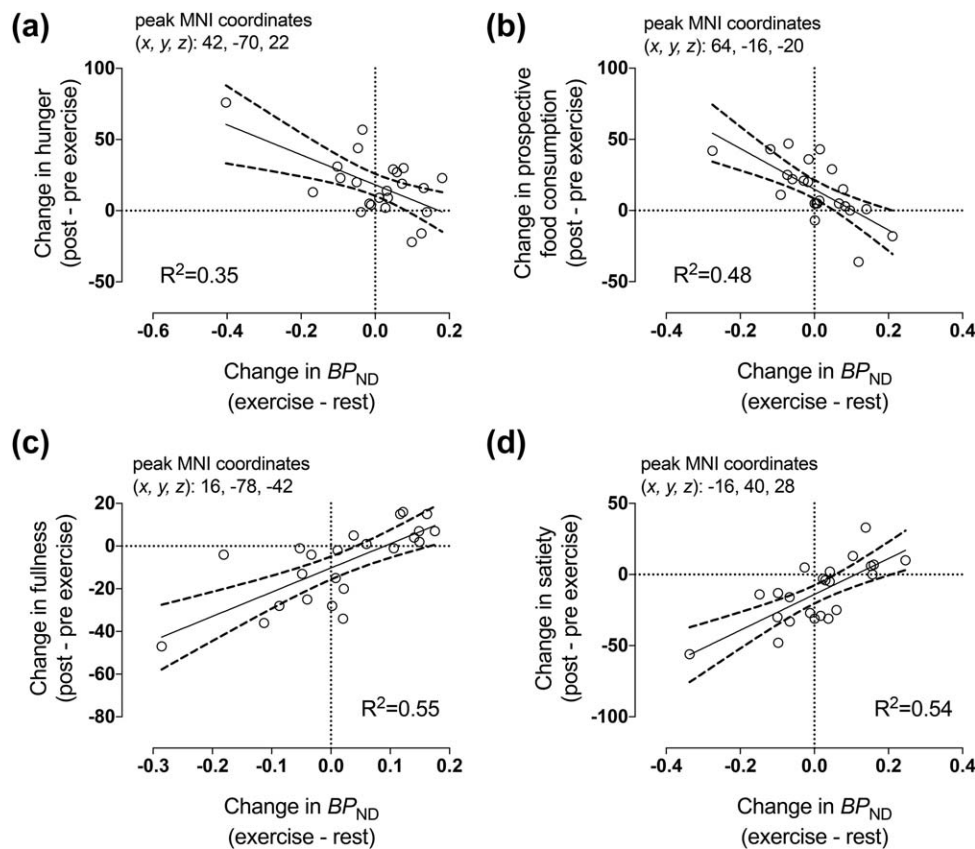 (a)
peak MNI coordinates
(x, y, z): 42, -70, 22
Change in hunger
(post - pre exercise)
100
50
0
-50
R²=0.35
-0.6
-0.4
-0.2
0.0
0.2
Change in BP_ND
(exercise - rest)
(b)
peak MNI coordinates
(x, y, z): 64, -16, -20
Change in prospective
food consumption
(post - pre exercise)
100
50
0
-50
R²=0.48
-0.4
-0.2
0.0
0.2
0.4
Change in BP_ND
(exercise - rest)
(c)
peak MNI coordinates
(x, y, z): 16, -78, -42
Change in fullness
(post - pre exercise)
20
0
-20
-40
-60
-80
R²=0.55
-0.3
-0.2
-0.1
0.0
0.1
0.2
Change in BP_ND
(exercise - rest)
(d)
peak MNI coordinates
(x, y, z): -16, 40, 28
Change in satiety
(post - pre exercise)
50
0
-50
-100
R²=0.54
-0.4
-0.2
0.0
0.2
0.4
Change in BP_ND
(exercise - rest)